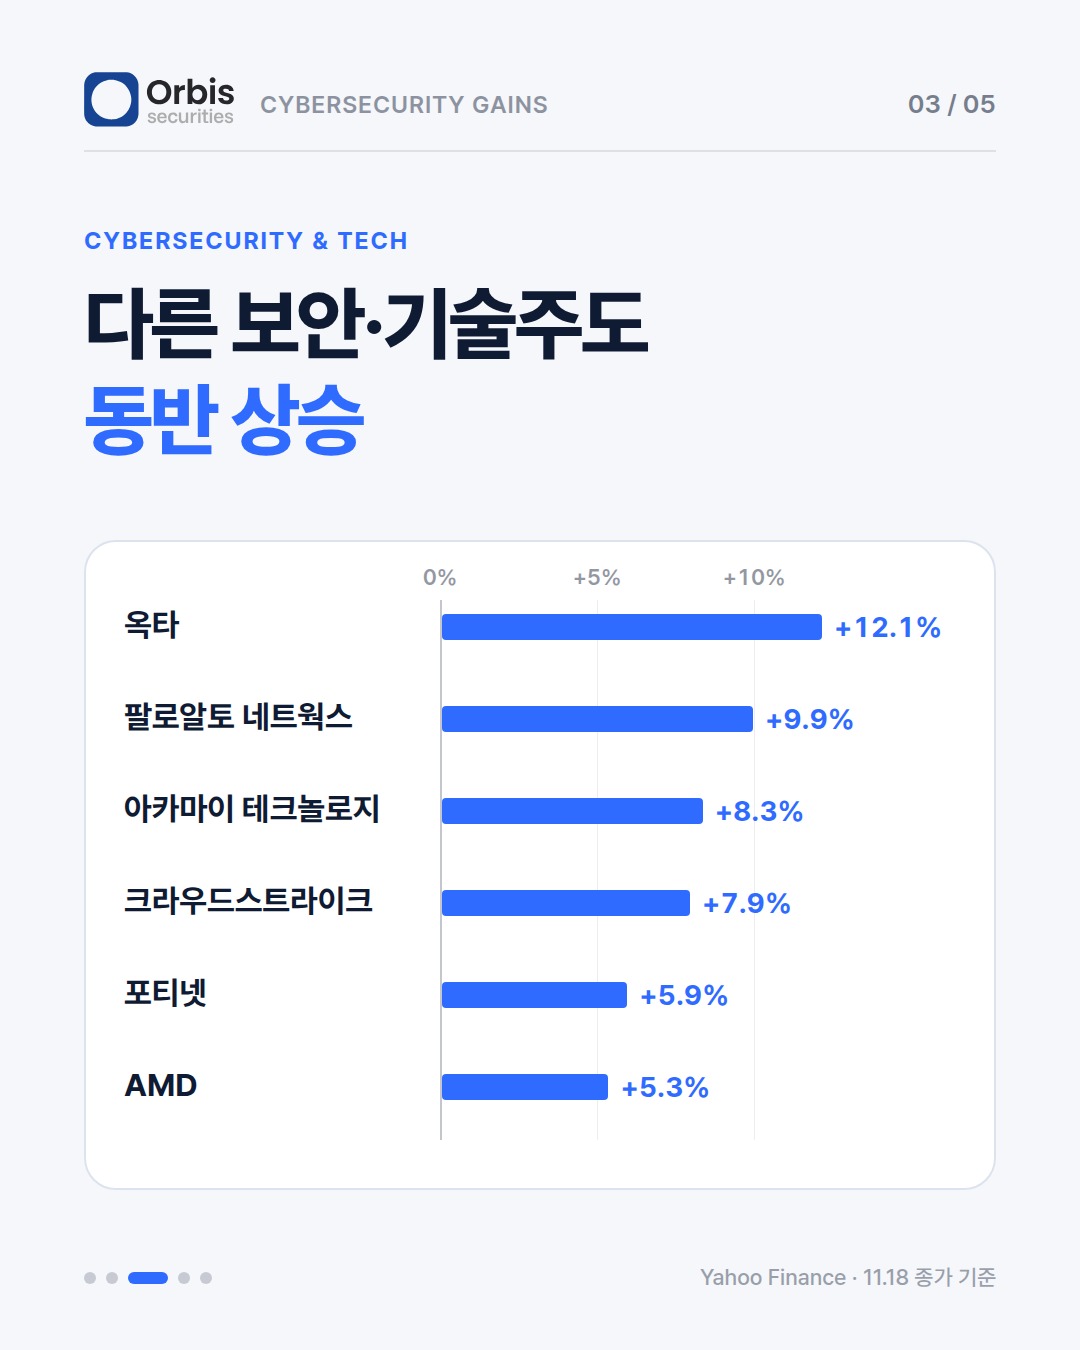 Orbis
securities
CYBERSECURITY GAINS
03 / 05
CYBERSECURITY & TECH
다른 보안·기술주도
동반 상승
0% +5% +10%
옥타 +12.1%
팔로알토 네트웍스 +9.9%
아카마이 테크놀로지 +8.3%
크라우드스트라이크 +7.9%
포티넷 +5.9%
AMD +5.3%
Yahoo Finance · 11.18 종가 기준